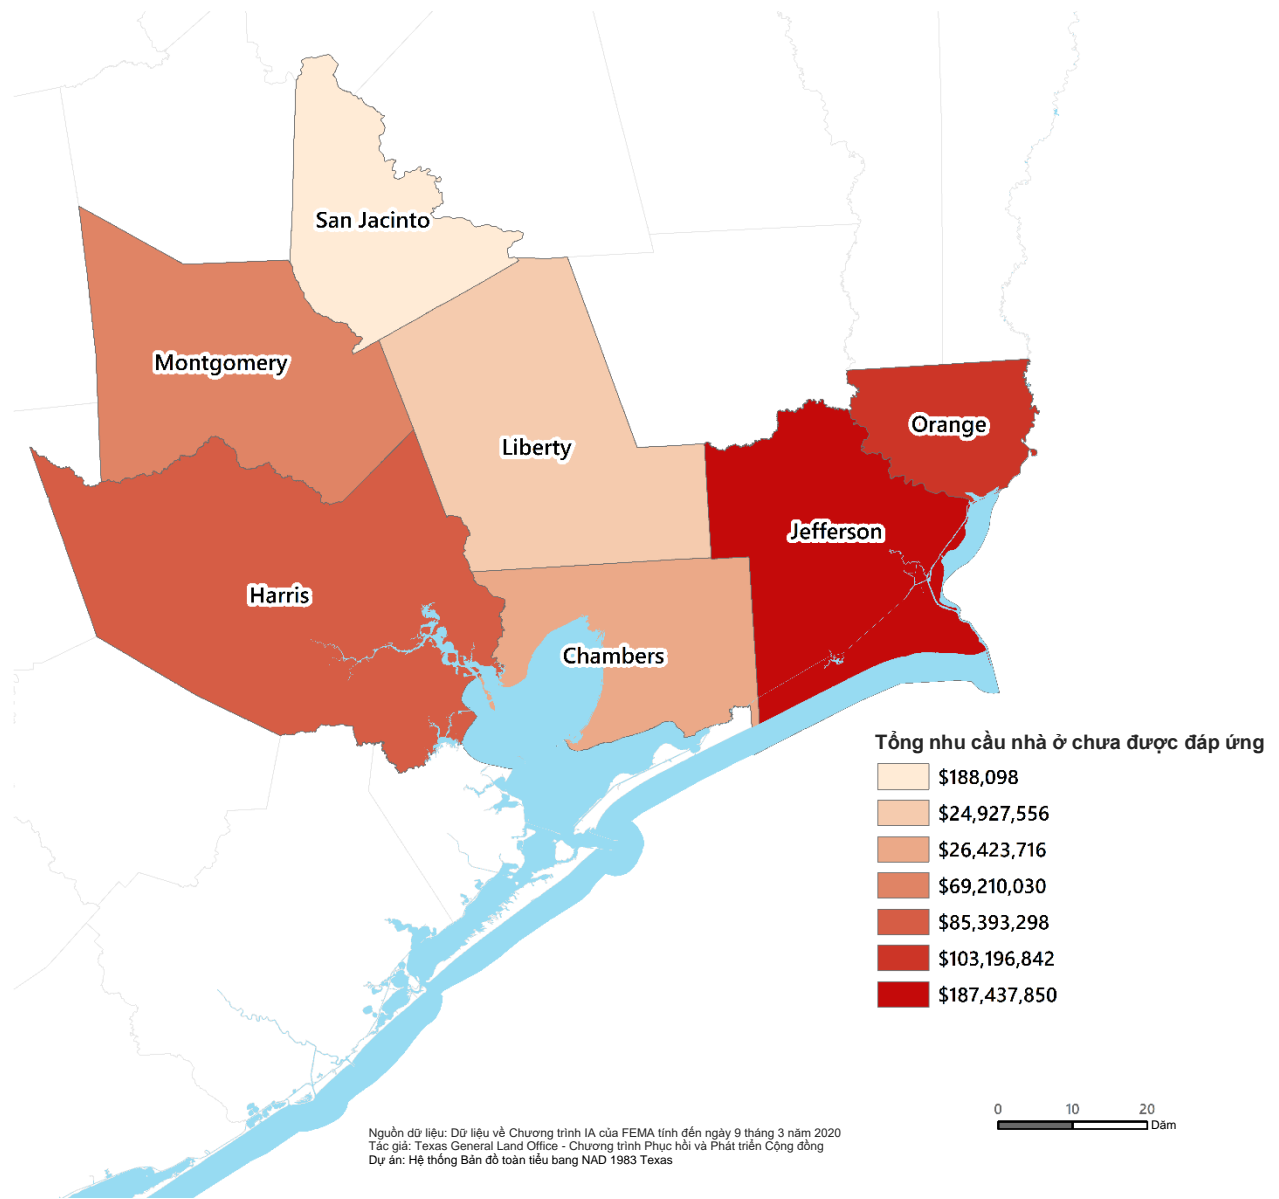 San Jacinto
Montgomery
Orange
Liberty
Jefferson
Harris
Chambers
Tổng nhu cầu nhà ở chưa được đáp ứng
$188,098
$24,927,556
$26,423,716
$69,210,030
$85,393,298
$103,196,842
$187,437,850
0 10 20
Dặm
Nguồn dữ liệu: Dữ liệu về Chương trình IA của FEMA tính đến ngày 9 tháng 3 năm 2020
Tác giả: Texas General Land Office - Chương trình Phục hồi và Phát triển Cộng đồng
Dự án: Hệ thống Bản đồ toàn tiểu bang NAD 1983 Texas